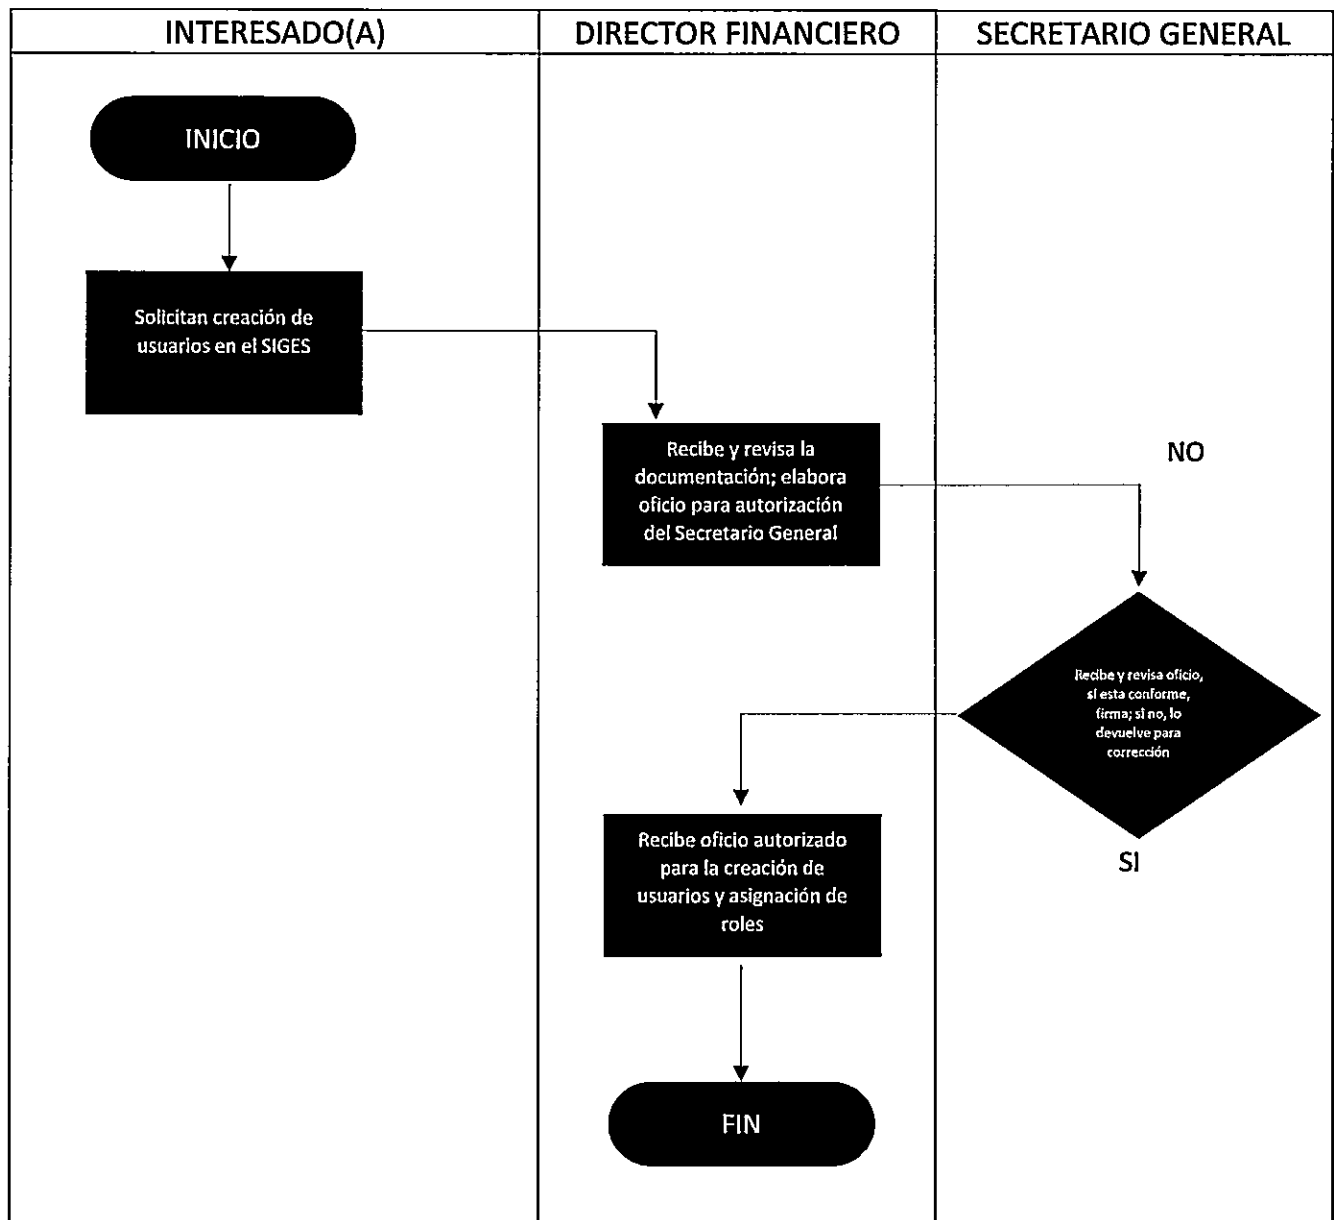 INTERESADO(A)
DIRECTOR FINANCIERO
SECRETARIO GENERAL
INICIO
Solicitan creación de
usuarios en el SIGES
Recibe y revisa la
documentación; elabora
oficio para autorización
del Secretario General
NO
Recibe y revisa oficio,
si esta conforme,
firma; si no, lo
devuelve para
corrección
SI
Recibe oficio autorizado
para la creación de
usuarios y asignación de
roles
FIN